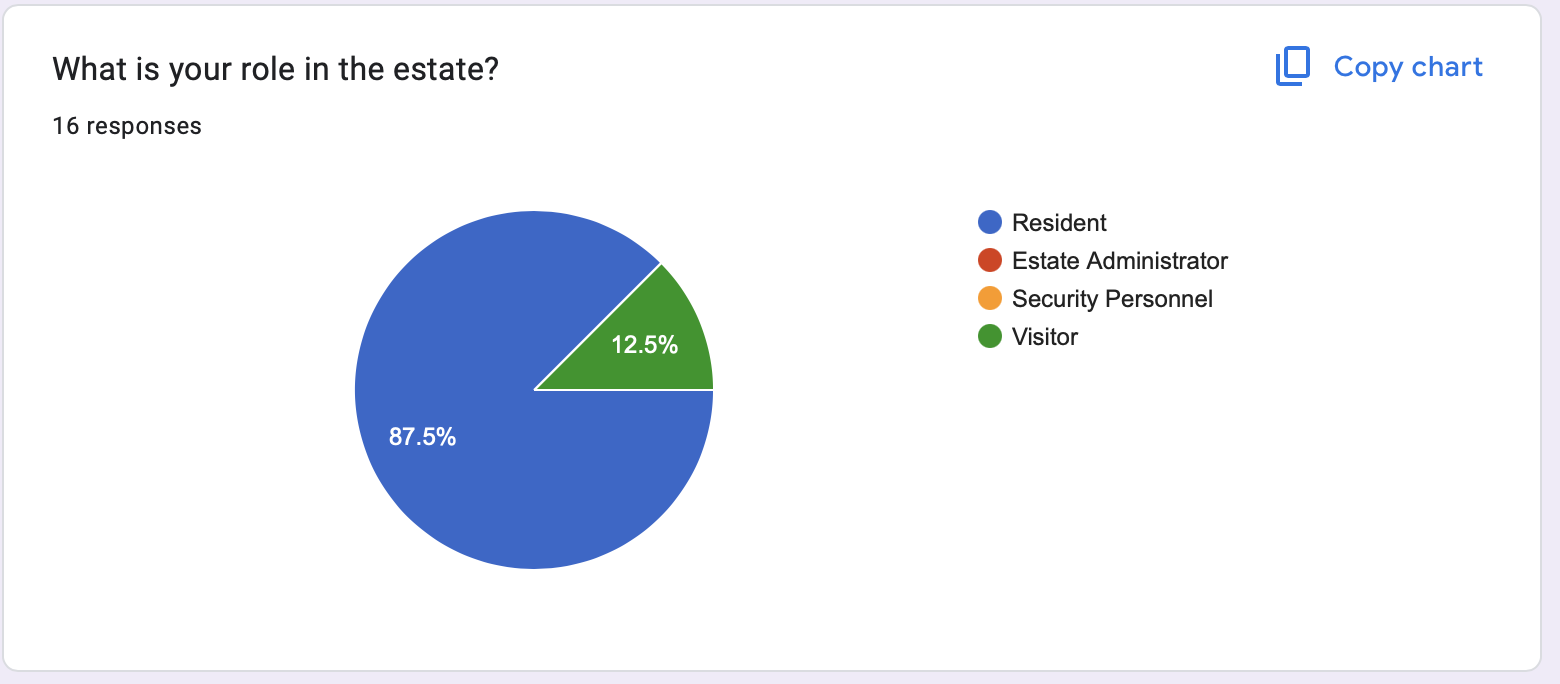 What is your role in the estate?
Copy chart
16 responses
Resident
Estate Administrator
Security Personnel
Visitor
12.5%
87.5%